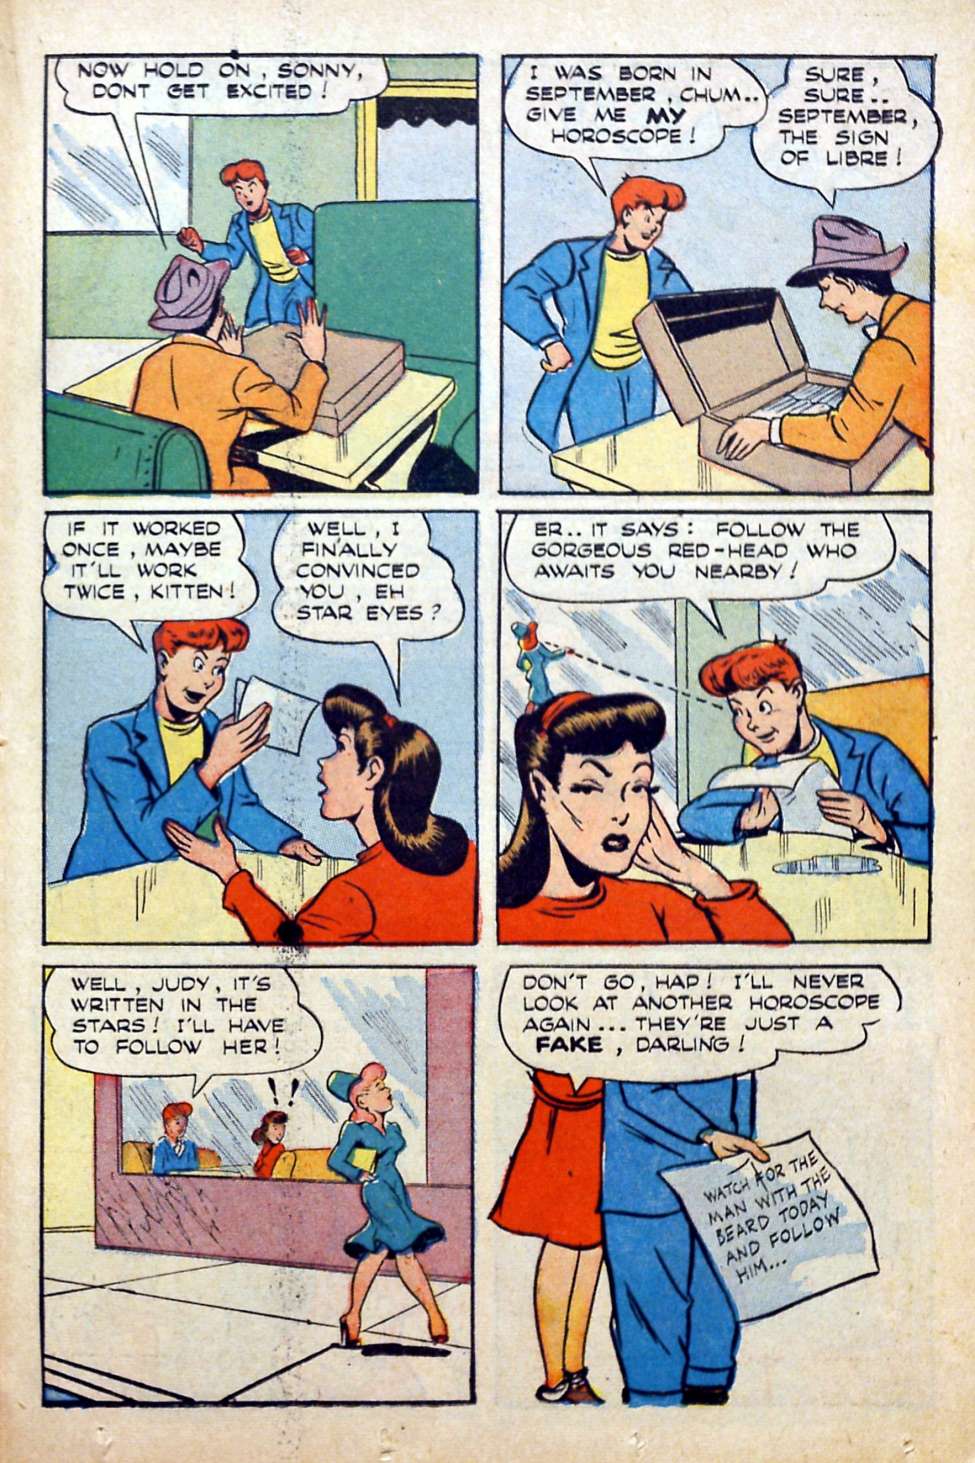 NOW HOLD ON, SONNY,
DONT GET EXCITED!
I WAS BORN IN
SEPTEMBER, CHUM..
GIVE ME MY
HOROSCOPE!
SURE,
SURE..
SEPTEMBER,
THE SIGN
OF LIBRE!
IF IT WORKED
ONCE, MAYBE
IT'LL WORK
TWICE, KITTEN!
WELL, I
FIN'ALLY
CONVINCED
YOU, EH
STAR EYES?
ER.. IT SAYS: FOLLOW THE
GORGEOUS RED-HEAD WHO
AWAITS YOU NEARBY!
WELL, JUDY, IT'S
WRITTEN IN THE
STARS! I'LL HAVE
TO FOLLOW HER!
!!
DON'T GO, HAP! I'LL NEVER
LOOK AT ANOTHER HOROSCOPE
AGAIN... THEY'RE JUST A
FAKE, DARLING!
WATCH FOR THE
MAN WITH THE
BEARD TODAY
AND FOLLOW
HIM...